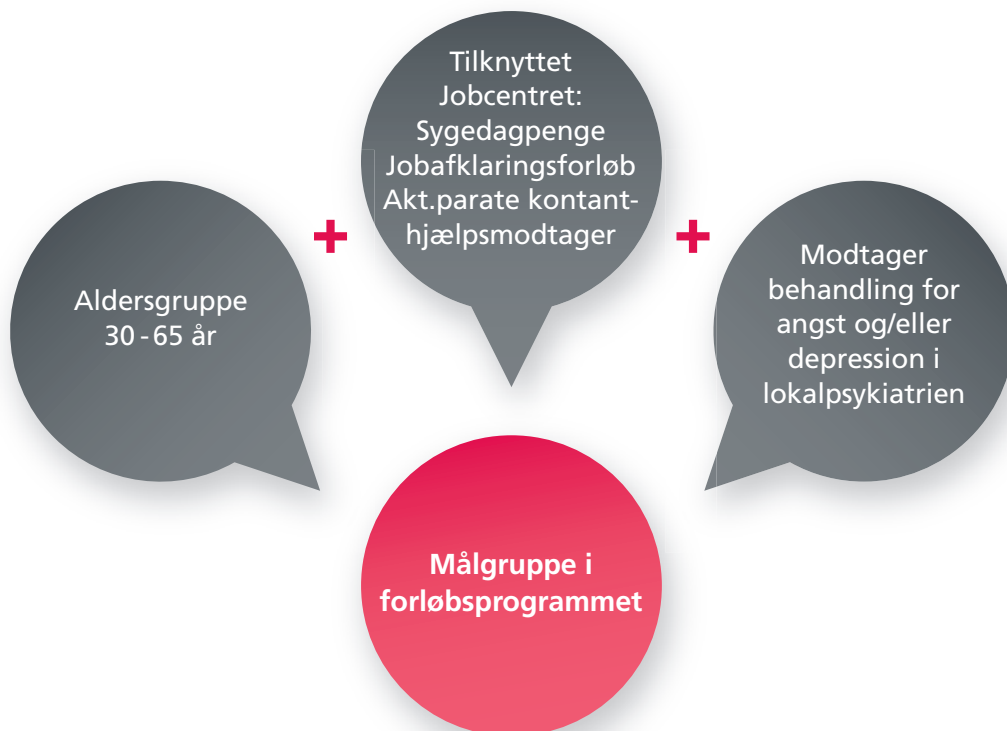 Aldersgruppe
30-65 år
+
Tilknyttet
Jobcentret:
Sygedagpenge
Jobafklaringsforløb
Akt.parate kontant-
hjælpsmodtager
+
Modtager
behandling for
angst og/eller
depression i
lokalpsykiatrien
Målgruppe i
forløbsprogrammet